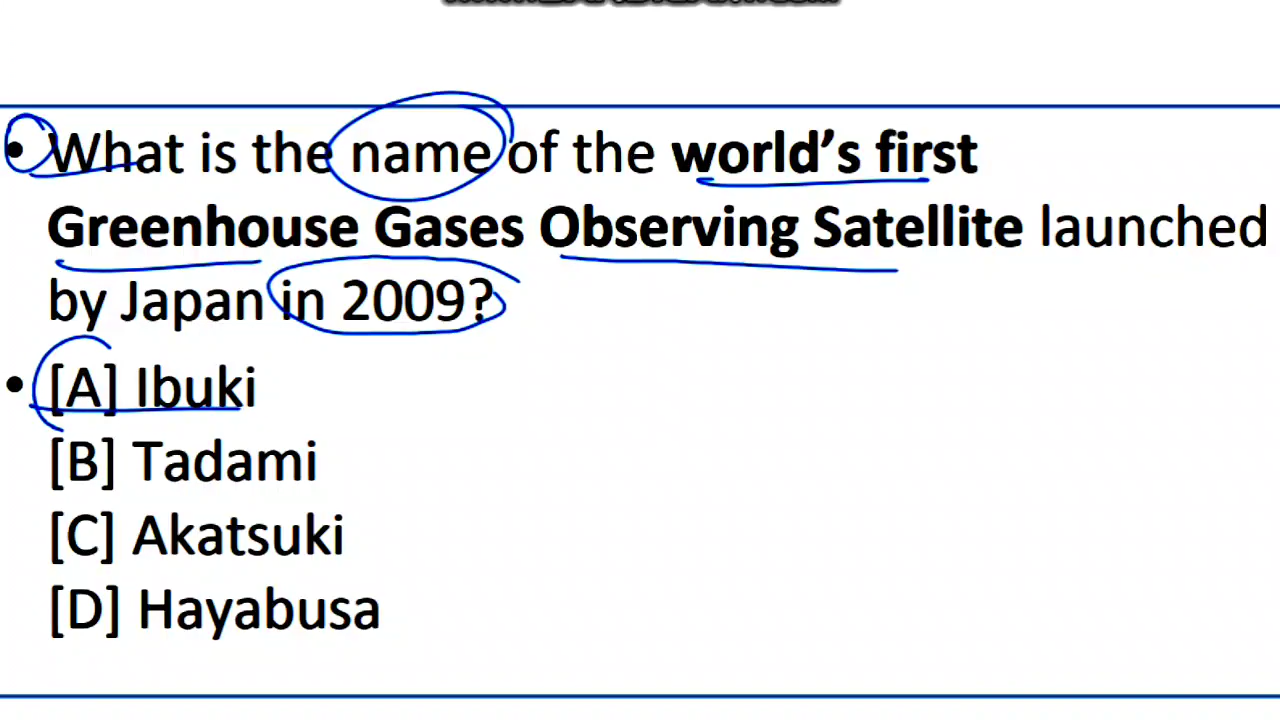 • What is the name of the world's first
Greenhouse Gases Observing Satellite launched
by Japan in 2009?
• [A] Ibuki
[B] Tadami
[C] Akatsuki
[D] Hayabusa